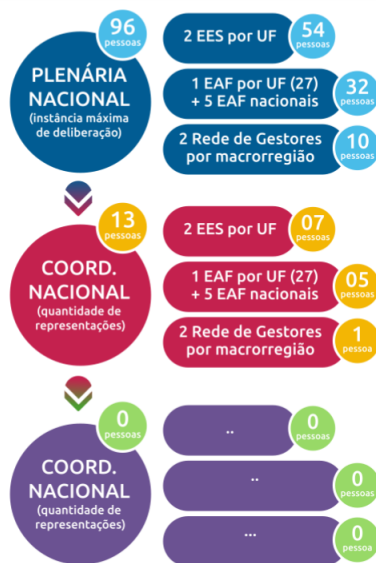 96
pessoas
PLENÁRIA
NACIONAL
(instância máxima
de deliberação)
2 EES por UF
54
pessoas
1 EAF por UF (27)
+ 5 EAF nacionais
32
pessoas
2 Rede de Gestores
por macrorregião
10
pessoas
13
pessoas
COORD.
NACIONAL
(quantidade de
representações)
2 EES por UF
07
pessoas
1 EAF por UF (27)
+ 5 EAF nacionais
05
pessoas
2 Rede de Gestores
por macrorregião
1
pessoa
0
pessoas
COORD.
NACIONAL
(quantidade de
representações)
..
0
pessoas
..
0
pessoas
...
0
pessoas